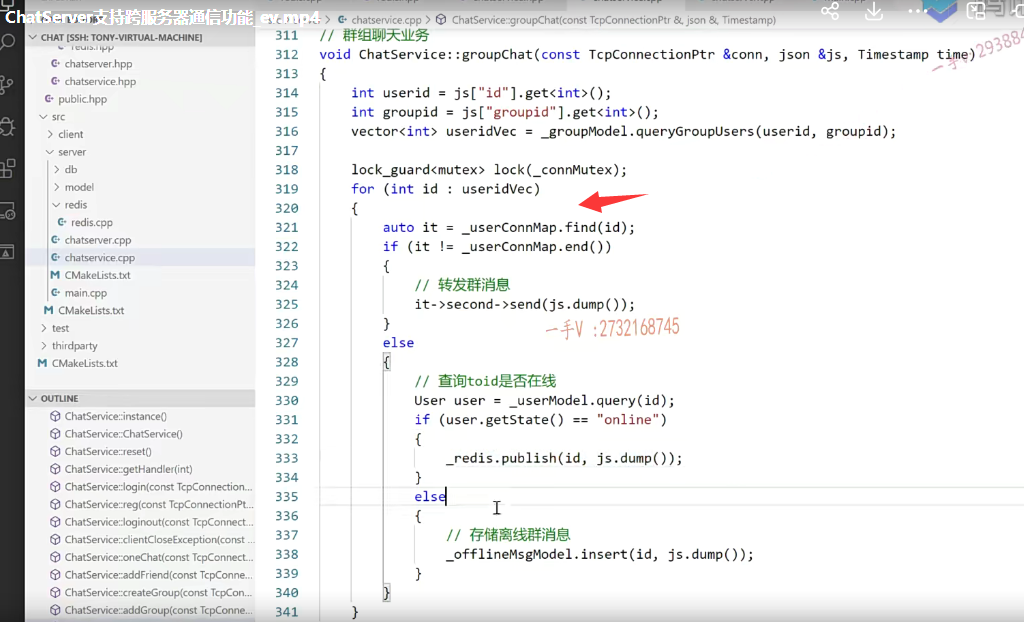 ChatServer支持跨服务器通信功能_ev.mp4
chatservice.cpp > ChatService::groupChat(const TcpConnectionPtr &, json &, Timestamp)
CHAT [SSH: TONY-VIRTUAL-MACHINE]
redis.hpp
chatserver.hpp
chatservice.hpp
public.hpp
src
client
server
db
model
redis
redis.cpp
chatserver.cpp
chatservice.cpp
CMakeLists.txt
main.cpp
CMakeLists.txt
test
thirdparty
CMakeLists.txt
OUTLINE
ChatService::instance()
ChatService::ChatService()
ChatService::reset()
ChatService::getHandler(int)
ChatService::login(const TcpConnection...
ChatService::reg(const TcpConnectionPt...
ChatService::loginout(const TcpConnect...
ChatService::clientCloseException(const ...
ChatService::oneChat(const TcpConnect...
ChatService::addFriend(const TcpConne...
ChatService::createGroup(const TcpCon...
ChatService::addGroup(const TcpConne...
311 // 群组聊天业务
312 void ChatService::groupChat(const TcpConnectionPtr &conn, json &js, Timestamp time)
313 {
314 int userid = js["id"].get<int>();
315 int groupid = js["groupid"].get<int>();
316 vector<int> useridVec = _groupModel.queryGroupUsers(userid, groupid);
317
318 lock_guard<mutex> lock(_connMutex);
319 for (int id : useridVec)
320 {
321 auto it = _userConnMap.find(id);
322 if (it != _userConnMap.end())
323 {
324 // 转发群消息
325 it->second->send(js.dump());
326 }
327 else
328 {
329 // 查询toid是否在线
330 User user = _userModel.query(id);
331 if (user.getState() == "online")
332 {
333 _redis.publish(id, js.dump());
334 }
335 else
336 {
337 // 存储离线群消息
338 _offlineMsgModel.insert(id, js.dump());
339 }
340 }
341 }
一手V :2732168745